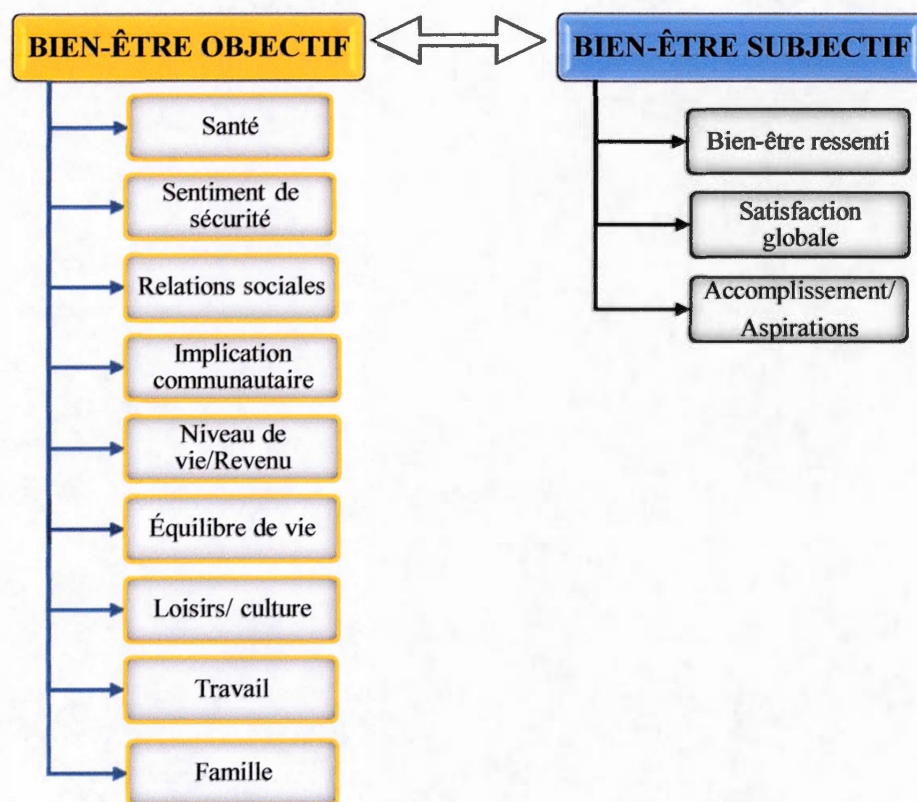 BIEN-ÊTRE OBJECTIF
Santé
Sentiment de
sécurité
Relations sociales
Implication
communautaire
Niveau de
vie/Revenu
Équilibre de vie
Loisirs/ culture
Travail
Famille
BIEN-ÊTRE SUBJECTIF
Bien-être ressenti
Satisfaction
globale
Accomplissement/
Aspirations